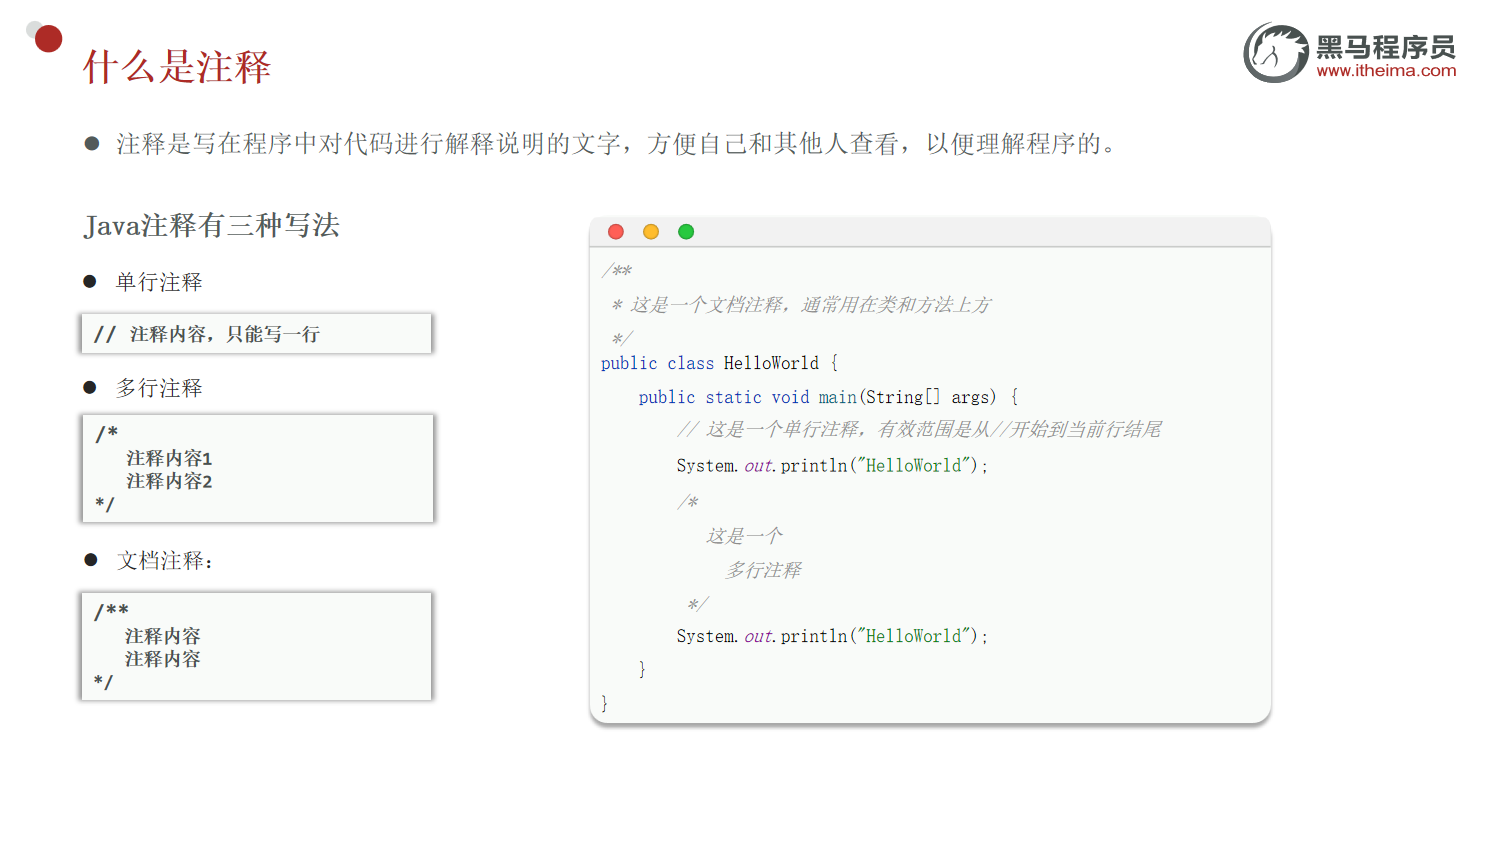 什么是注释
黑马程序员
www.itheima.com
注释是写在程序中对代码进行解释说明的文字，方便自己和其他人查看，以便理解程序的。
Java注释有三种写法
单行注释
// 注释内容，只能写一行
多行注释
/*
注释内容1
注释内容2
*/
文档注释：
/**
注释内容
注释内容
*/
/**
* 这是一个文档注释，通常用在类和方法上方
*/
public class HelloWorld {
public static void main(String[] args) {
// 这是一个单行注释，有效范围是从//开始到当前行结尾
System.out.println("HelloWorld");
/*
这是一个
多行注释
*/
System.out.println("HelloWorld");
}
}